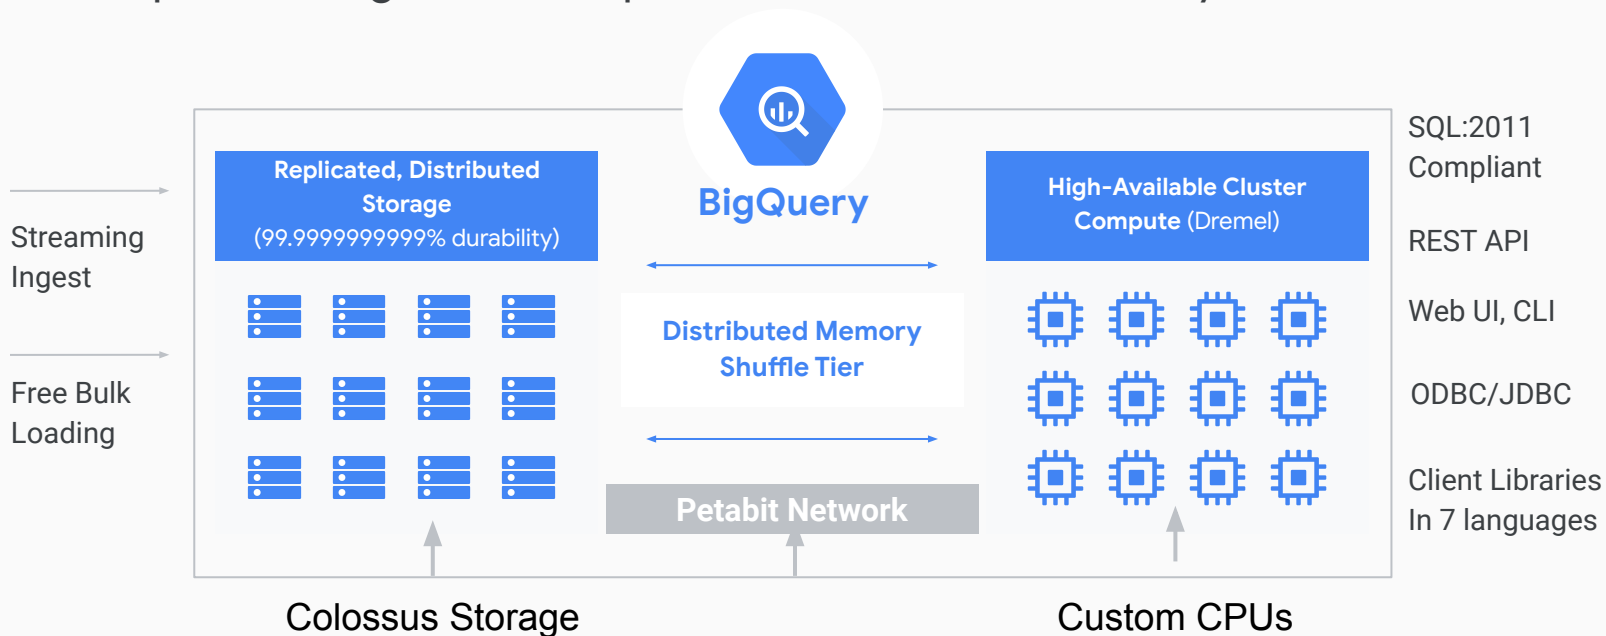 Streaming
Ingest
Free Bulk
Loading
Replicated, Distributed
Storage
(99.9999999999% durability)
BigQuery
Distributed Memory
Shuffle Tier
Petabit Network
High-Available Cluster
Compute (Dremel)
SQL:2011
Compliant
REST API
Web UI, CLI
ODBC/JDBC
Client Libraries
In 7 languages
Colossus Storage
Custom CPUs